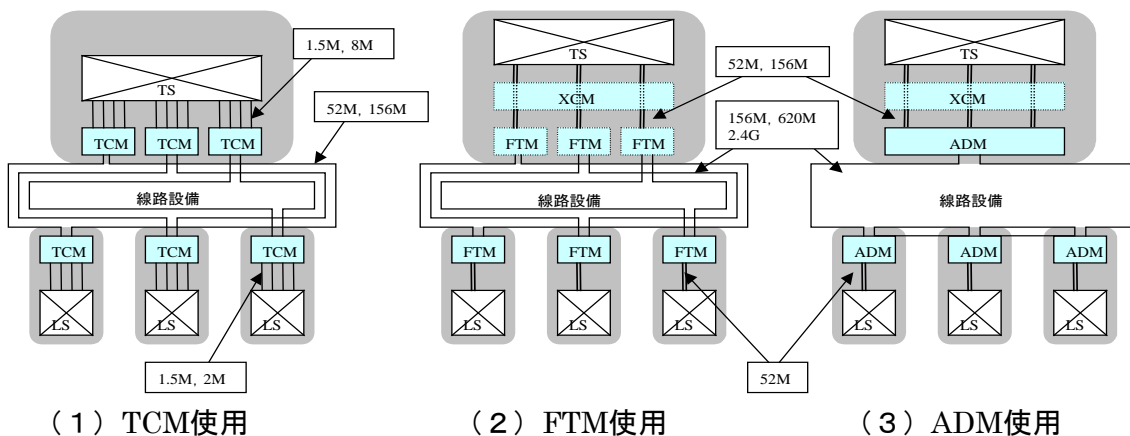 TS
1.5M, 8M
52M, 156M
TCM
TCM
TCM
線路設備
TCM
TCM
TCM
LS
LS
LS
1.5M, 2M
(1) TCM使用
TS
XCM
FTM
FTM
FTM
52M, 156M
156M, 620M
2.4G
線路設備
FTM
FTM
FTM
LS
LS
LS
52M
(2) FTM使用
TS
XCM
ADM
線路設備
ADM
ADM
ADM
LS
LS
LS
(3) ADM使用